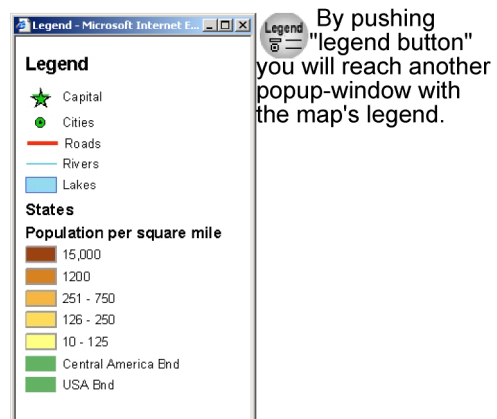 Legend - Microsoft Internet E...
Legend
Capital
Cities
Roads
Rivers
Lakes
States
Population per square mile
15,000
1200
251 - 750
126 - 250
10 - 125
Central America Bnd
USA Bnd
Legend
By pushing
"legend button"
you will reach another
popup-window with
the map's legend.